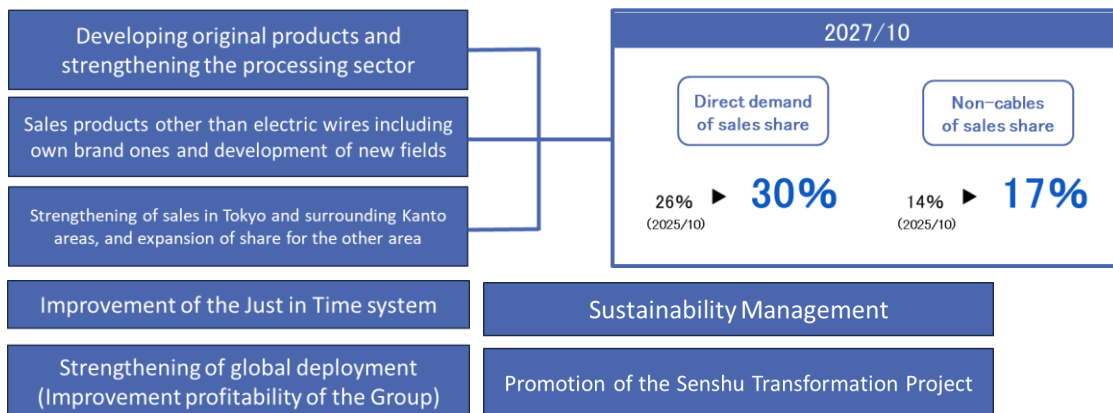 Developing original products and
strengthening the processing sector
Sales products other than electric wires including
own brand ones and development of new fields
Strengthening of sales in Tokyo and surrounding Kanto
areas, and expansion of share for the other area
2027/10
Direct demand
of sales share
Non-cables
of sales share
26% ▶ 30%
(2025/10)
14% ▶ 17%
(2025/10)
Improvement of the Just in Time system
Sustainability Management
Strengthening of global deployment
(Improvement profitability of the Group)
Promotion of the Senshu Transformation Project